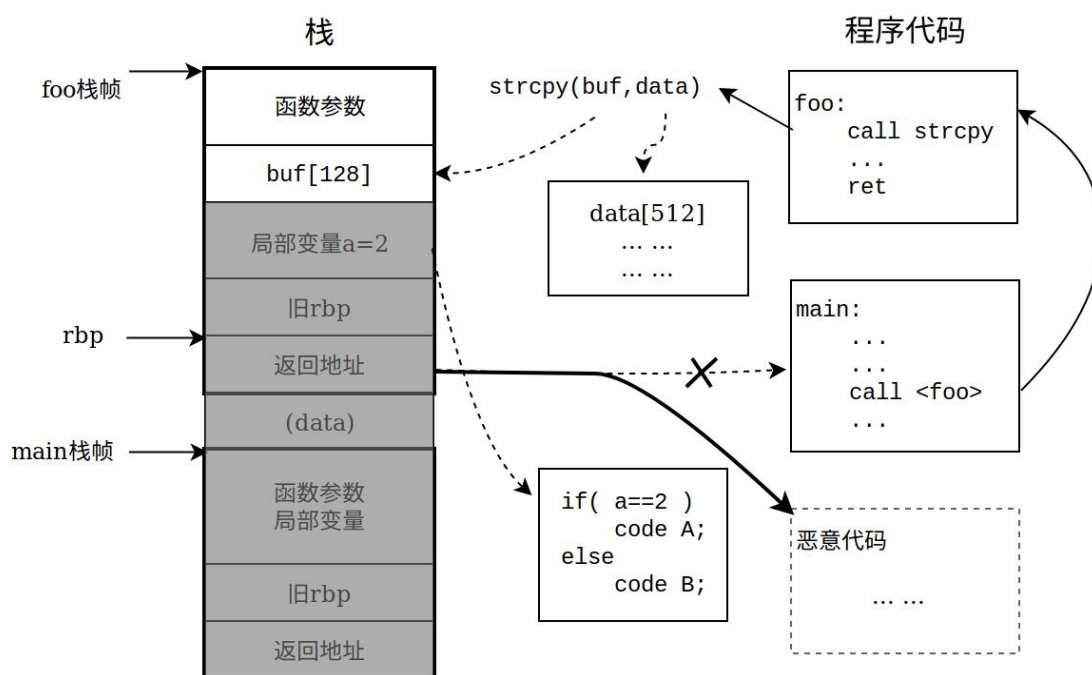 栈
程序代码
foo栈帧
函数参数
buf[128]
局部变量a=2
旧rbp
rbp
返回地址
(data)
main栈帧
函数参数
局部变量
旧rbp
返回地址
strcpy(buf,data)
data[512]
... ...
... ...
foo:
call strcpy
...
ret
main:
...
...
call <foo>
...
if( a==2 )
code A;
else
code B;
恶意代码
... ...